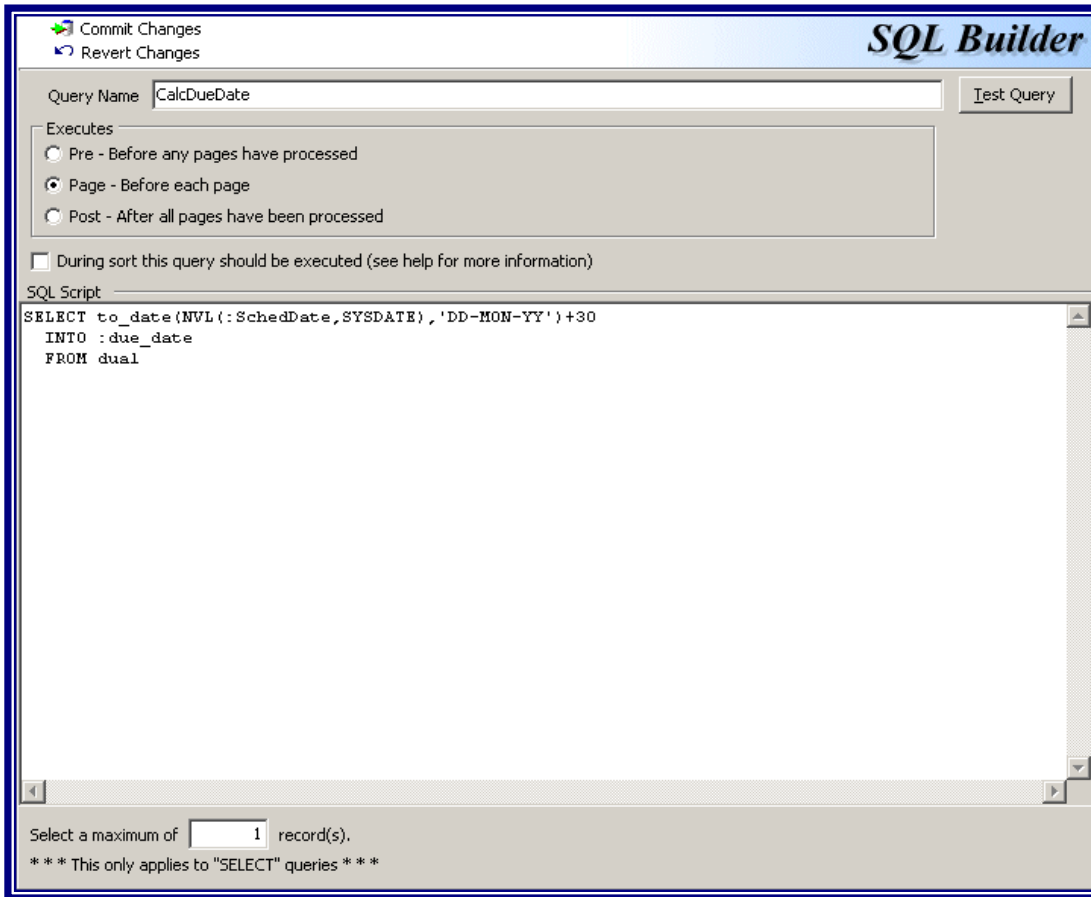 Commit Changes
Revert Changes
SQL Builder
Query Name CalcDueDate Test Query
Executes
Pre - Before any pages have processed
Page - Before each page
Post - After all pages have been processed
During sort this query should be executed (see help for more information)
SQL Script
SELECT to_date(NVL(:SchedDate,SYSDATE),'DD-MON-YY')+30
  INTO :due_date
  FROM dual
Select a maximum of 1 record(s).
* * * This only applies to "SELECT" queries * * *